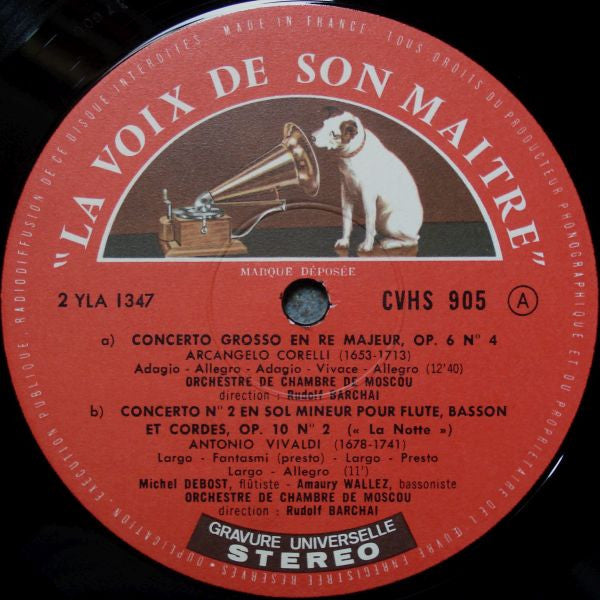 "LA VOIX DE SON MAITRE"
MADE IN FRANCE . TOUS DROITS DU PRODUCTEUR PHONOGRAPHIQUE ET DU PROPRIÉTAIRE DE L'ŒUVRE ENREGISTRÉE RÉSERVÉS · DUPLICATION · EXÉCUTION PUBLIQUE · RADIODIFFUSION DE CE DISQUE INTERDITES .
MARQUE DÉPOSÉE
2 YLA 1347
CVHS 905 A
a) CONCERTO GROSSO EN RE MAJEUR, OP. 6 N° 4
ARCANGELO CORELLI (1653-1713)
Adagio - Allegro - Adagio - Vivace - Allegro (12'40)
ORCHESTRE DE CHAMBRE DE MOSCOU
direction : Rudolf BARCHAI
b) CONCERTO N° 2 EN SOL MINEUR POUR FLUTE, BASSON
ET CORDES, OP. 10 N° 2 (« La Notte »)
ANTONIO VIVALDI (1678-1741)
Largo - Fantasmi (presto) - Largo - Presto
Largo - Allegro (11')
Michel DEBOST, flûtiste - Amaury WALLEZ, bassoniste
ORCHESTRE DE CHAMBRE DE MOSCOU
direction : Rudolf BARCHAI
GRAVURE UNIVERSELLE
STEREO